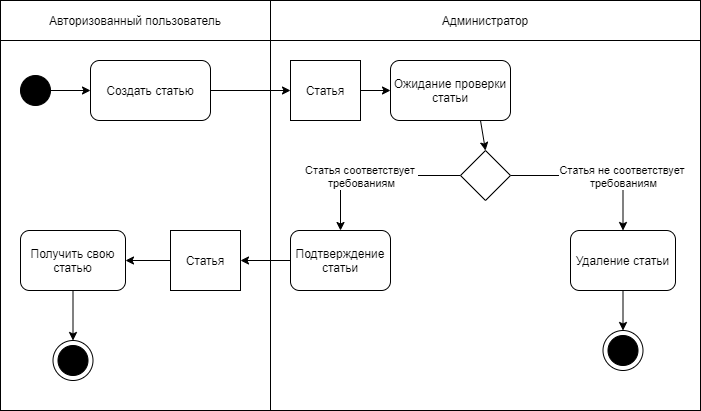 Авторизованный пользователь
Администратор
Создать статью
Статья
Ожидание проверки
статьи
Статья соответствует
требованиям
Статья не соответствует
требованиям
Получить свою
статью
Статья
Подтверждение
статьи
Удаление статьи